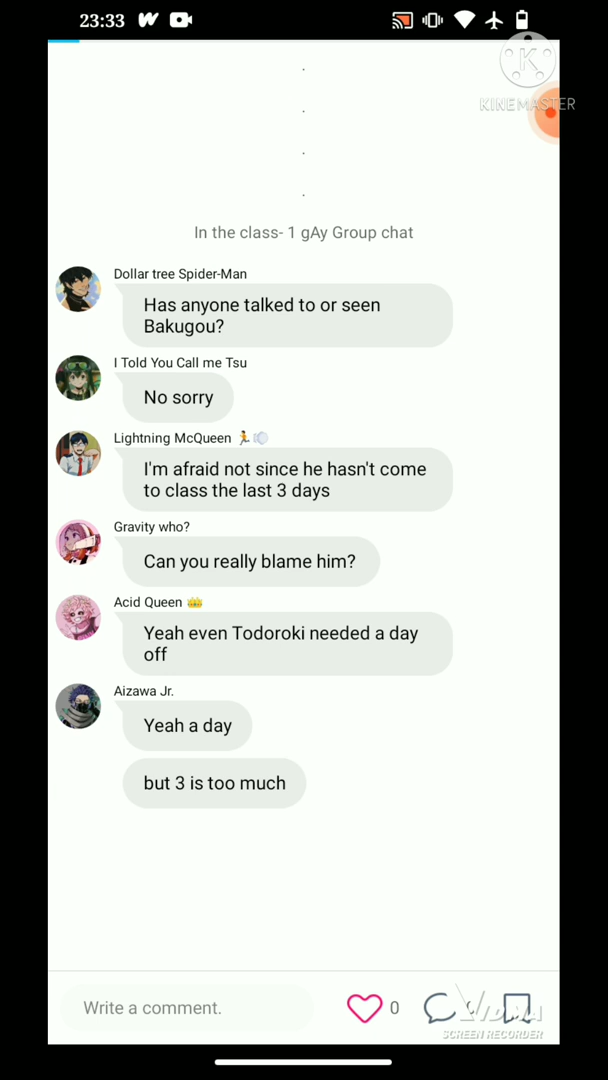 23:33
KINEMASTER
In the class- 1 gAy Group chat
Dollar tree Spider-Man
Has anyone talked to or seen
Bakugou?
I Told You Call me Tsu
No sorry
Lightning McQueen 🏃💨
I'm afraid not since he hasn't come
to class the last 3 days
Gravity who?
Can you really blame him?
Acid Queen 👑
Yeah even Todoroki needed a day
off
Aizawa Jr.
Yeah a day
but 3 is too much
Write a comment.
0
SCREEN RECORDER